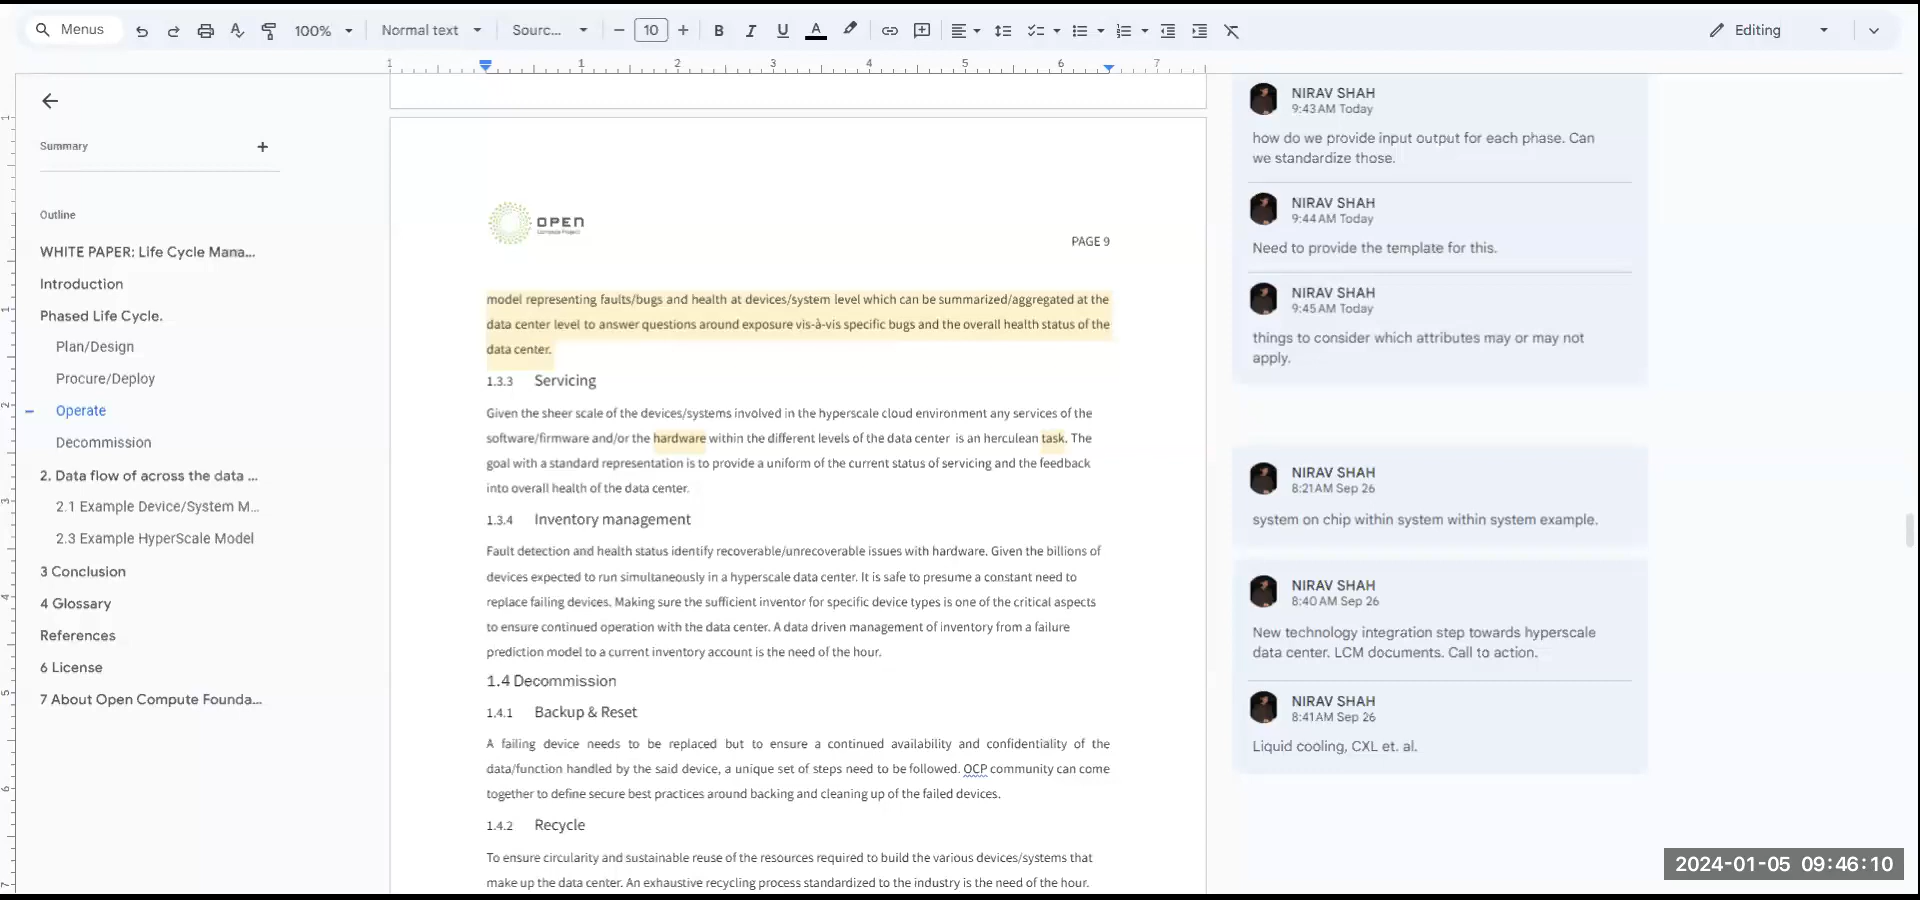 Menus 100% Normal text Sourc... − 10 + B I U A Editing
1 1 2 3 4 5 6 7
Summary +
Outline
WHITE PAPER: Life Cycle Mana...
Introduction
Phased Life Cycle.
Plan/Design
Procure/Deploy
Operate
Decommission
2. Data flow of across the data ...
2.1 Example Device/System M...
2.3 Example HyperScale Model
3 Conclusion
4 Glossary
References
6 License
7 About Open Compute Founda...
OPEN
Compute Project
PAGE 9
model representing faults/bugs and health at devices/system level which can be summarized/aggregated at the
data center level to answer questions around exposure vis-à-vis specific bugs and the overall health status of the
data center.
1.3.3 Servicing
Given the sheer scale of the devices/systems involved in the hyperscale cloud environment any services of the
software/firmware and/or the hardware within the different levels of the data center is an herculean task. The
goal with a standard representation is to provide a uniform of the current status of servicing and the feedback
into overall health of the data center.
1.3.4 Inventory management
Fault detection and health status identify recoverable/unrecoverable issues with hardware. Given the billions of
devices expected to run simultaneously in a hyperscale data center. It is safe to presume a constant need to
replace failing devices. Making sure the sufficient inventor for specific device types is one of the critical aspects
to ensure continued operation with the data center. A data driven management of inventory from a failure
prediction model to a current inventory account is the need of the hour.
1.4 Decommission
1.4.1 Backup & Reset
A failing device needs to be replaced but to ensure a continued availability and confidentiality of the
data/function handled by the said device, a unique set of steps need to be followed. OCP community can come
together to define secure best practices around backing and cleaning up of the failed devices.
1.4.2 Recycle
To ensure circularity and sustainable reuse of the resources required to build the various devices/systems that
make up the data center. An exhaustive recycling process standardized to the industry is the need of the hour.
NIRAV SHAH
9:43 AM Today
how do we provide input output for each phase. Can
we standardize those.
NIRAV SHAH
9:44 AM Today
Need to provide the template for this.
NIRAV SHAH
9:45 AM Today
things to consider which attributes may or may not
apply.
NIRAV SHAH
8:21 AM Sep 26
system on chip within system within system example.
NIRAV SHAH
8:40 AM Sep 26
New technology integration step towards hyperscale
data center. LCM documents. Call to action.
NIRAV SHAH
8:41 AM Sep 26
Liquid cooling, CXL et. al.
2024-01-05 09:46:10